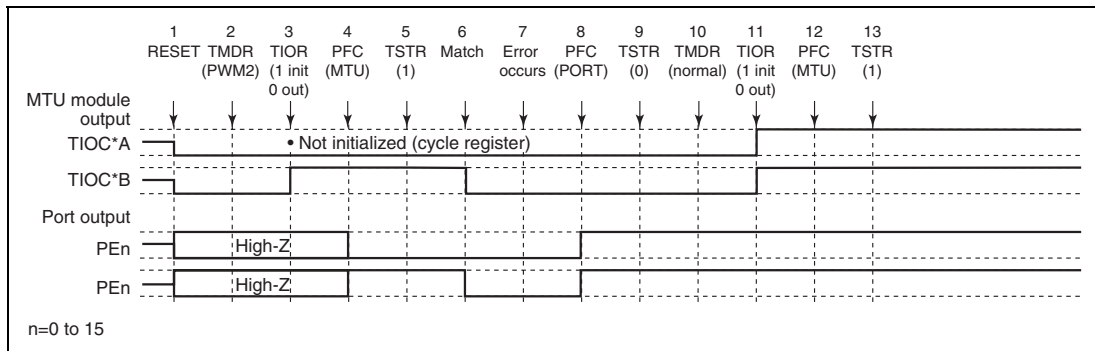 1 2 3 4 5 6 7 8 9 10 11 12 13
RESET TMDR TIOR PFC TSTR Match Error PFC TSTR TMDR TIOR PFC TSTR
(PWM2) (1 init (MTU) (1) occurs (PORT) (0) (normal) (1 init (MTU) (1)
0 out) 0 out)
MTU module
output
TIOC*A
• Not initialized (cycle register)
TIOC*B
Port output
PEn
High-Z
PEn
High-Z
n=0 to 15